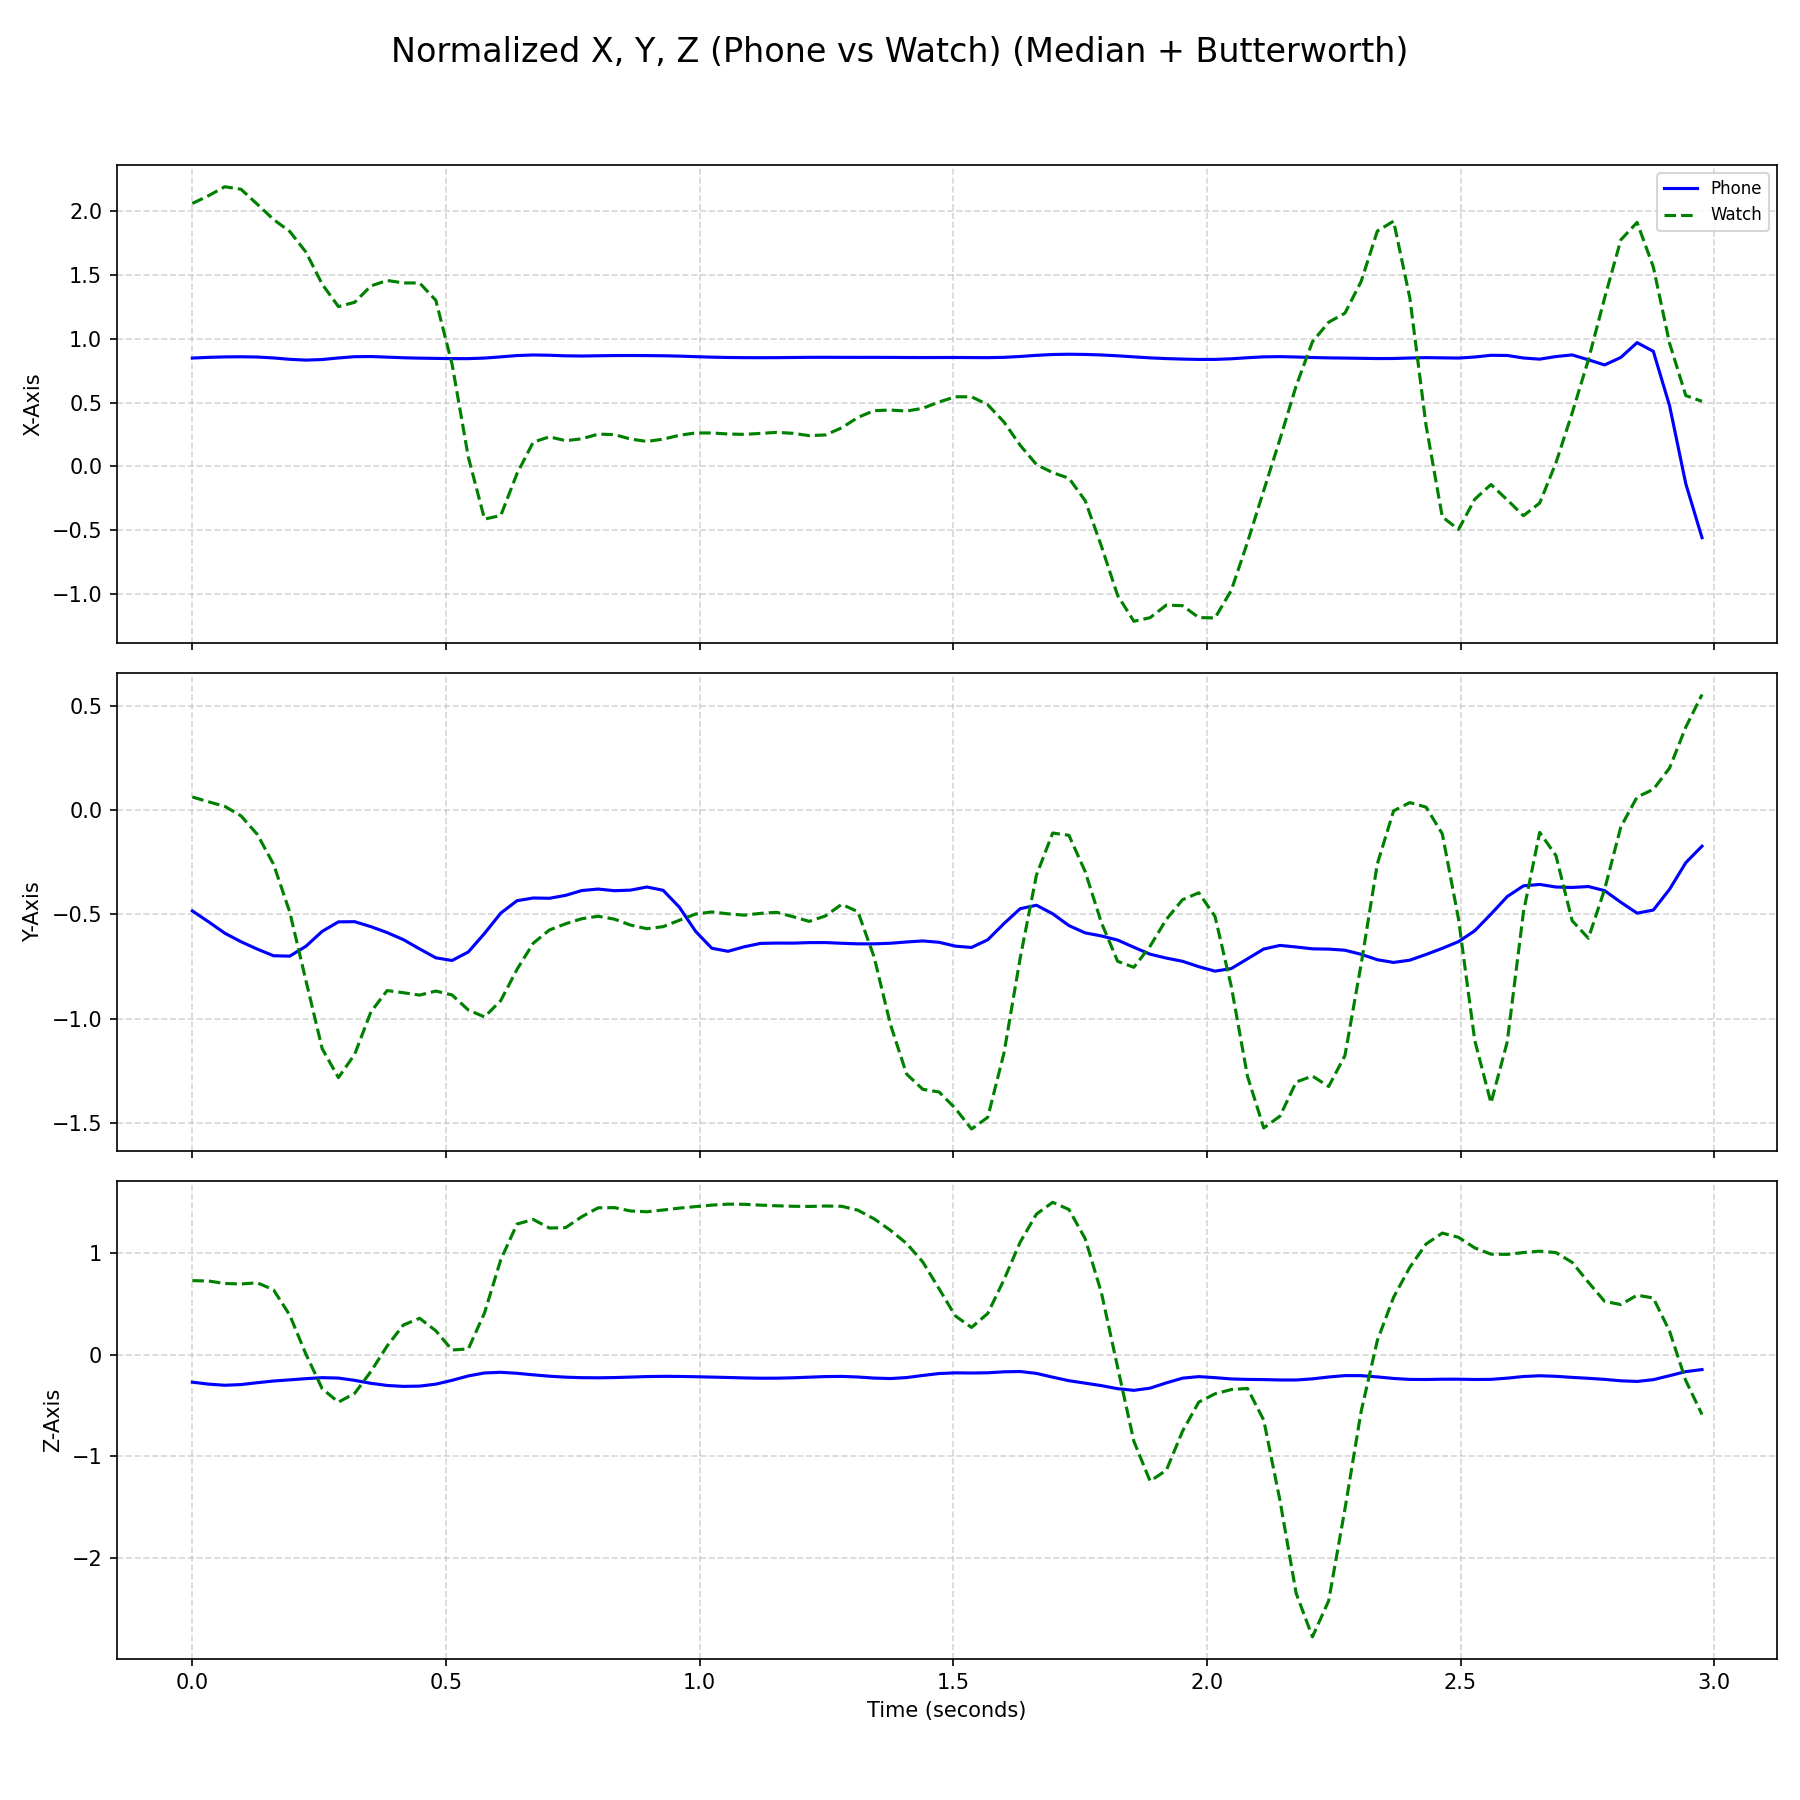 Normalized X, Y, Z (Phone vs Watch) (Median + Butterworth)
Phone
Watch
X-Axis
2.0
1.5
1.0
0.5
0.0
−0.5
−1.0
Y-Axis
0.5
0.0
−0.5
−1.0
−1.5
Z-Axis
1
0
−1
−2
0.0 0.5 1.0 1.5 2.0 2.5 3.0
Time (seconds)